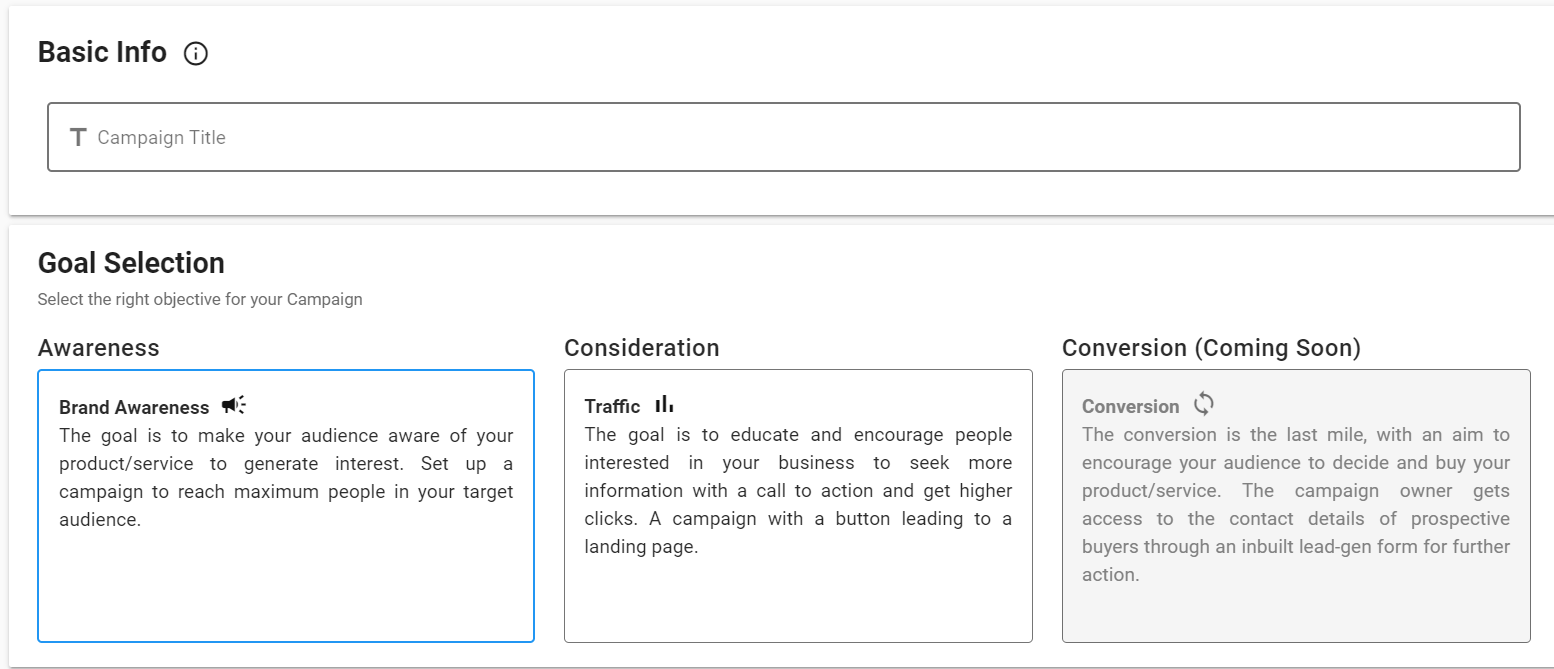 Basic Info
Campaign Title
Goal Selection
Select the right objective for your Campaign
Awareness
Brand Awareness
The goal is to make your audience aware of your
product/service to generate interest. Set up a
campaign to reach maximum people in your target
audience.
Consideration
Traffic
The goal is to educate and encourage people
interested in your business to seek more
information with a call to action and get higher
clicks. A campaign with a button leading to a
landing page.
Conversion (Coming Soon)
Conversion
The conversion is the last mile, with an aim to
encourage your audience to decide and buy your
product/service. The campaign owner gets
access to the contact details of prospective
buyers through an inbuilt lead-gen form for further
action.